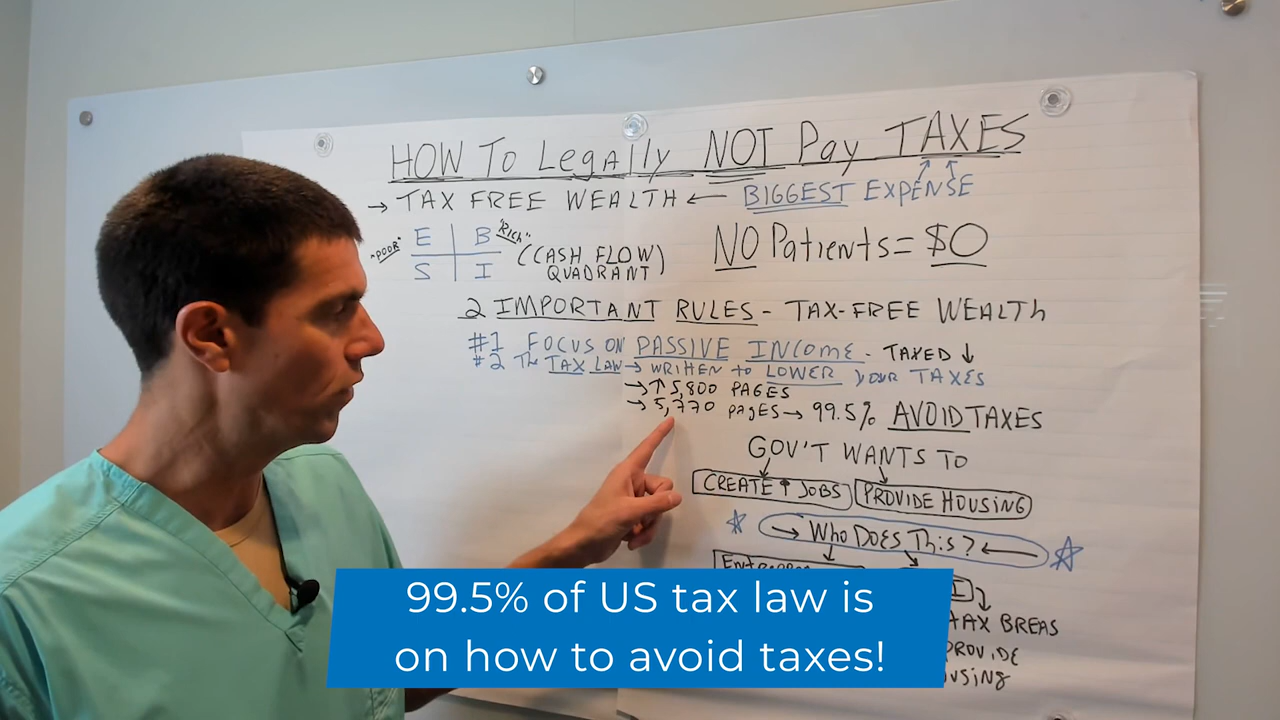 HOW To Legally NOT Pay TAXES
→ TAX FREE WEALTH ← BIGGEST EXPENSE
"POOR" E B "RICH"
S I (CASH FLOW QUADRANT)
NO Patients = $0
2 IMPORTANT RULES - TAX-FREE WEALTH
#1 FOCUS ON PASSIVE INCOME - TAXED ↓
#2 The TAX LAW → WRITTEN to LOWER your TAXES
→ ↑ 5,800 PAGES
→ 5,770 PAgES → 99.5% AVOID TAXES
GOV'T WANTS TO
CREATE ↑ JOBS PROVIDE HOUSING
→ Who Does This? ←
TAX BREAS
PROVIDE
99.5% of US tax law is
on how to avoid taxes!